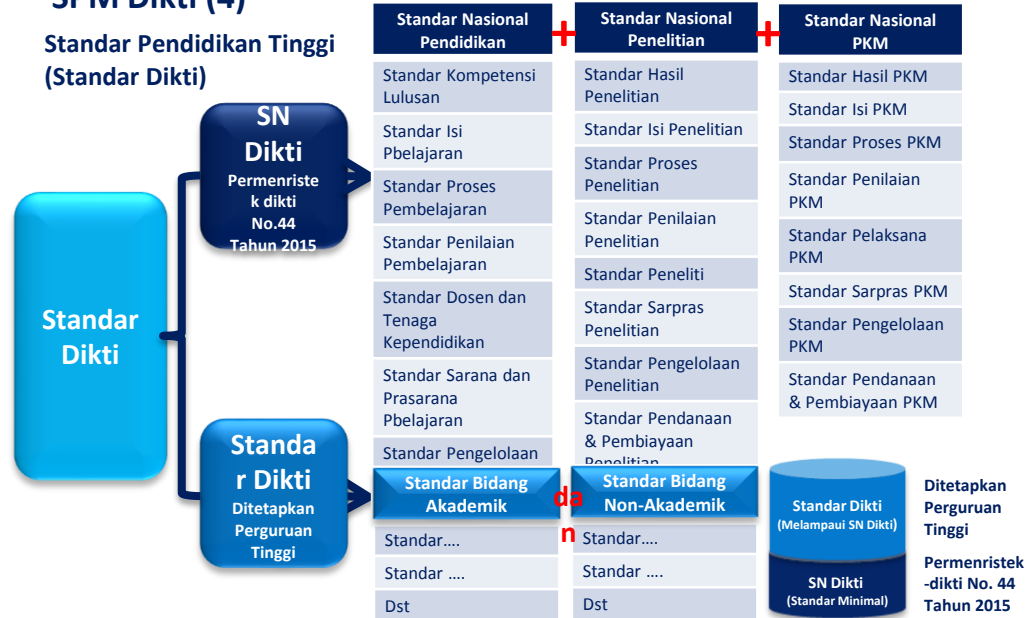 SPM Dikti (4)
Standar Pendidikan Tinggi
(Standar Dikti)
Standar
Dikti
SN
Dikti
Permenriste
k dikti
No.44
Tahun 2015
Standa
r Dikti
Ditetapkan
Perguruan
Tinggi
Standar Nasional
Pendidikan
Standar Kompetensi
Lulusan
Standar Isi
Pbelajaran
Standar Proses
Pembelajaran
Standar Penilaian
Pembelajaran
Standar Dosen dan
Tenaga
Kependidikan
Standar Sarana dan
Prasarana
Pbelajaran
Standar Pengelolaan
+
Standar Nasional
Penelitian
Standar Hasil
Penelitian
Standar Isi Penelitian
Standar Proses
Penelitian
Standar Penilaian
Penelitian
Standar Peneliti
Standar Sarpras
Penelitian
Standar Pengelolaan
Penelitian
Standar Pendanaan
& Pembiayaan
Penelitian
+
Standar Nasional
PKM
Standar Hasil PKM
Standar Isi PKM
Standar Proses PKM
Standar Penilaian
PKM
Standar Pelaksana
PKM
Standar Sarpras PKM
Standar Pengelolaan
PKM
Standar Pendanaan
& Pembiayaan PKM
Standar Bidang
Akademik
Standar....
Standar ....
Dst
da
n
Standar Bidang
Non-Akademik
Standar....
Standar ....
Dst
Standar Dikti
(Melampaui SN Dikti)
SN Dikti
(Standar Minimal)
Ditetapkan
Perguruan
Tinggi
Permenristek
-dikti No. 44
Tahun 2015